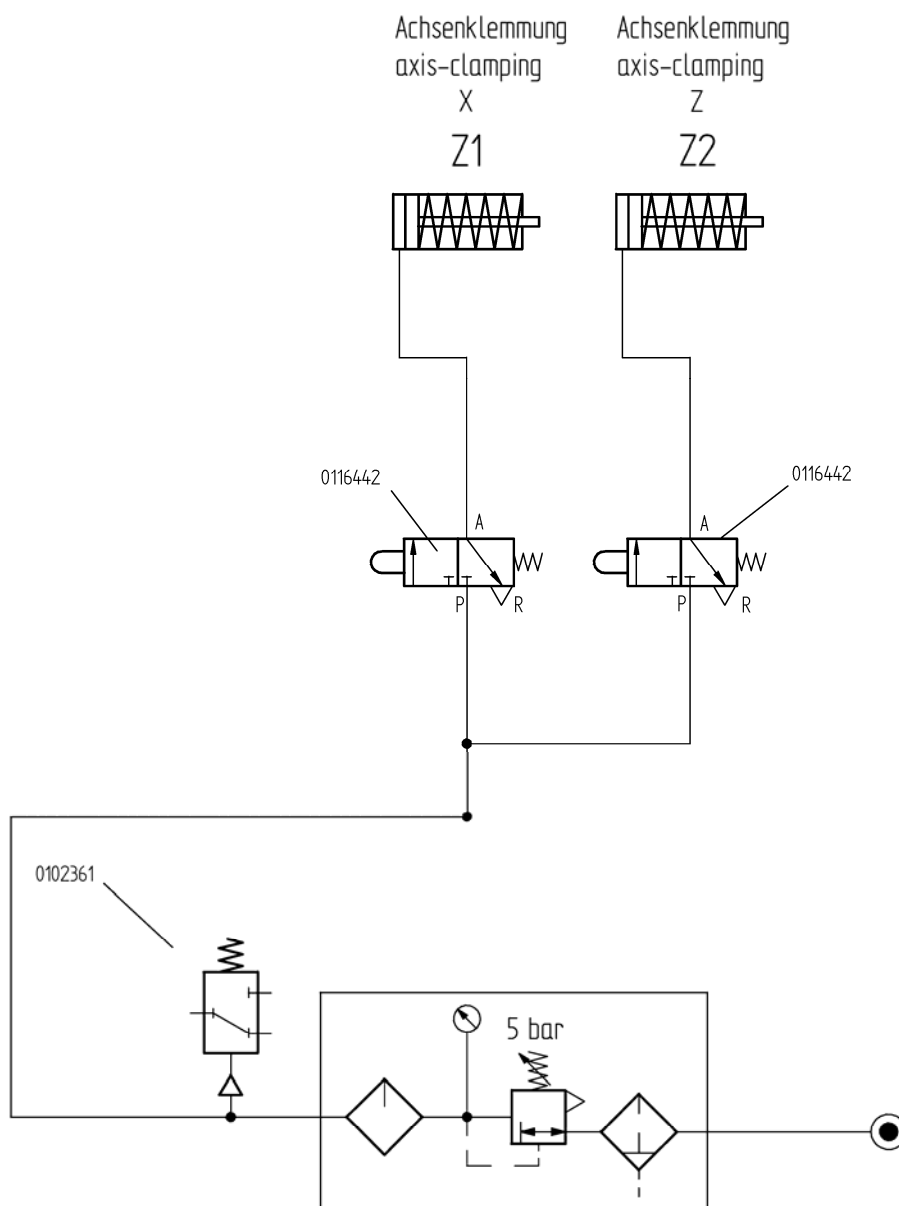 Achsenklemmung
axis-clamping
X
Z1
Achsenklemmung
axis-clamping
Z
Z2
0116442
A
P
R
0116442
A
P
R
0102361
5 bar